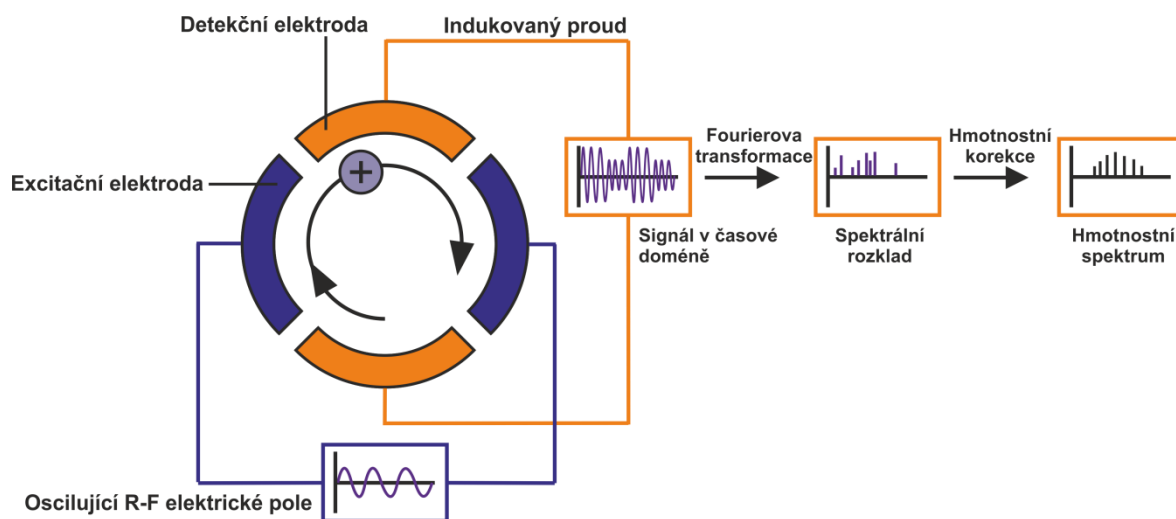 Detekční elektroda
Indukovaný proud
Excitační elektroda
+
Fourierova
transformace
Hmotnostní
korekce
Signál v časové
doméně
Spektrální
rozklad
Hmotnostní
spektrum
Oscilující R-F elektrické pole